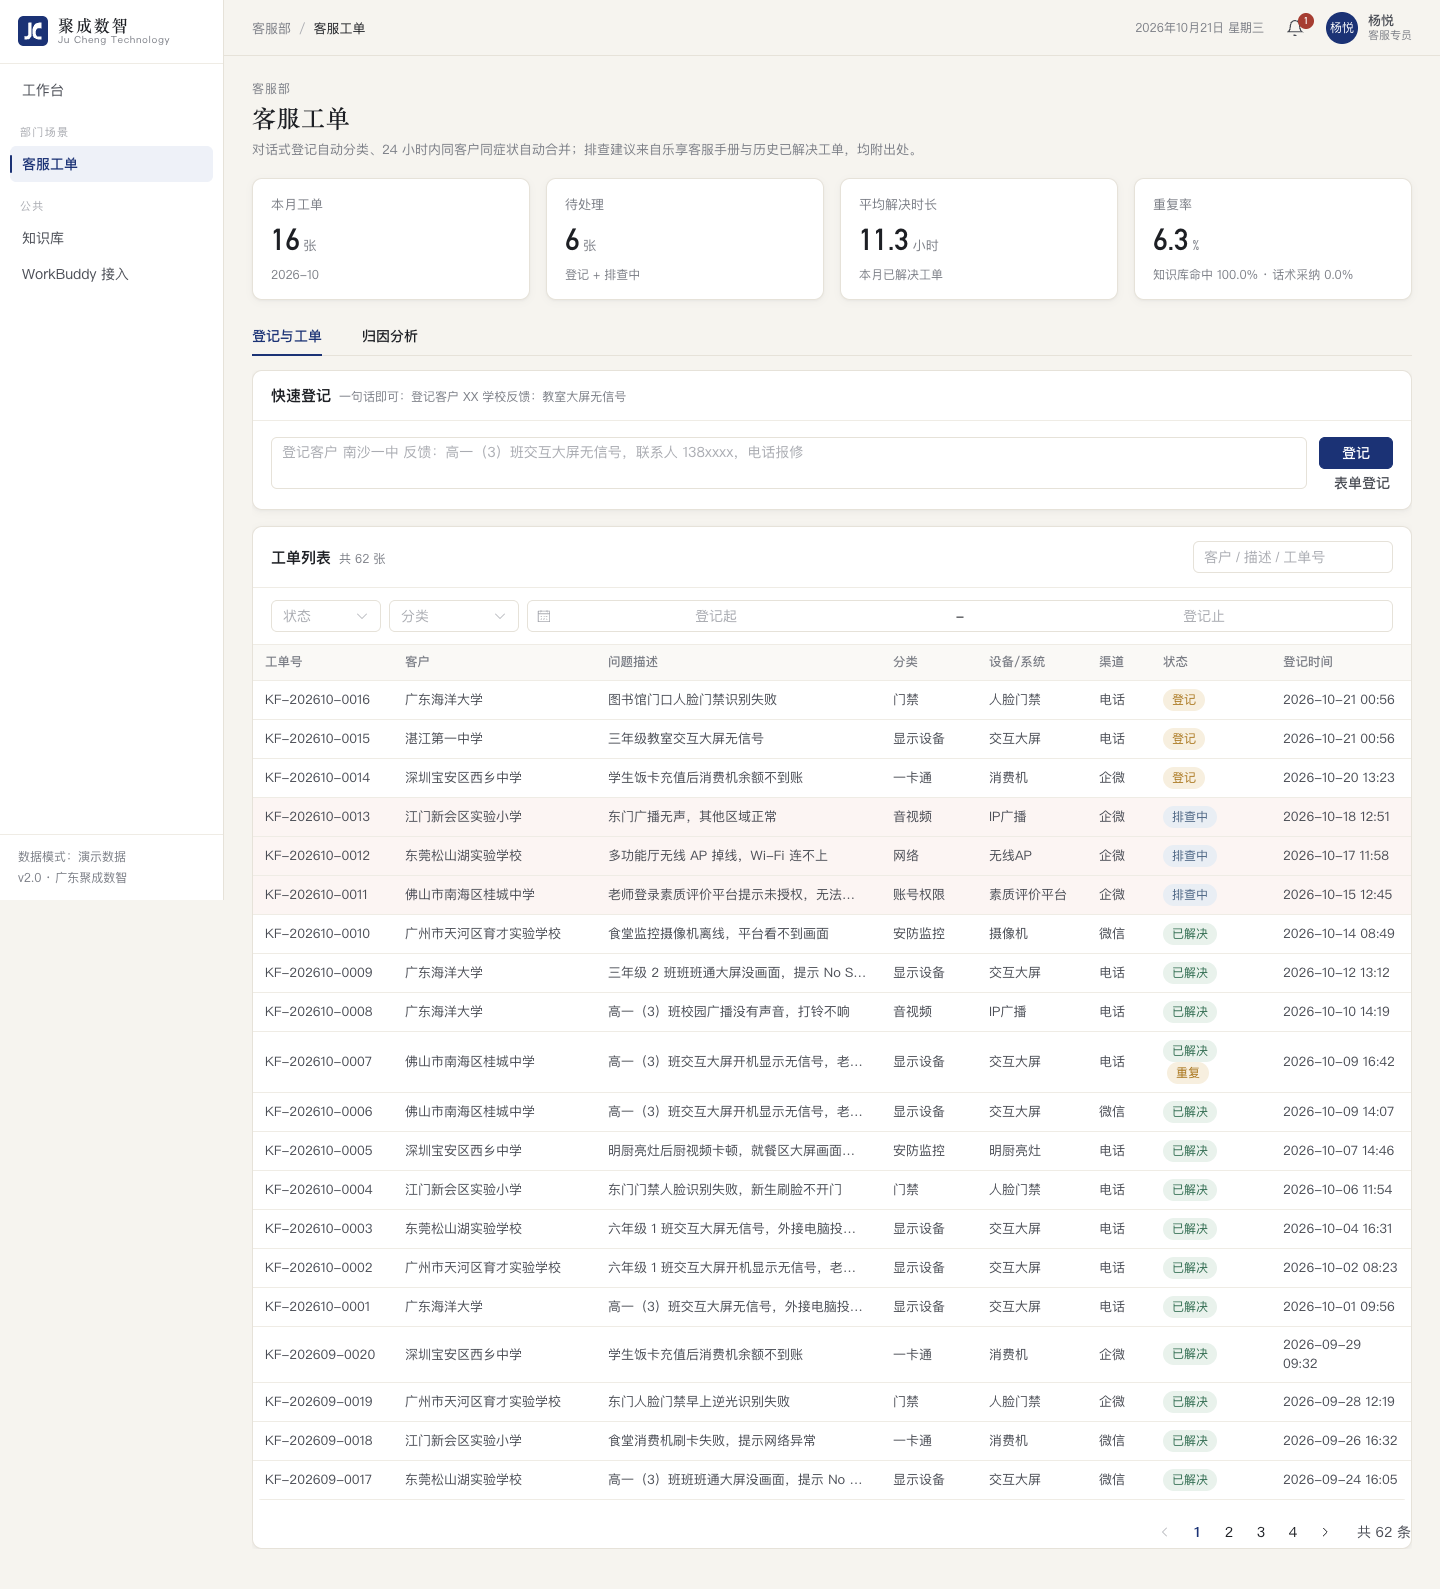 JC 聚成数智
Ju Cheng Technology
工作台
部门场景
客服工单
公共
知识库
WorkBuddy 接入
数据模式：演示数据
v2.0 · 广东聚成数智
客服部 / 客服工单
2026年10月21日 星期三
1
杨悦
杨悦
客服专员
客服部
客服工单
对话式登记自动分类、24 小时内同客户同症状自动合并；排查建议来自乐享客服手册与历史已解决工单，均附出处。
本月工单
16 张
2026-10
待处理
6 张
登记 + 排查中
平均解决时长
11.3 小时
本月已解决工单
重复率
6.3 %
知识库命中 100.0% · 话术采纳 0.0%
登记与工单 归因分析
快速登记 一句话即可：登记客户 XX 学校反馈：教室大屏无信号
登记客户 南沙一中 反馈：高一（3）班交互大屏无信号，联系人 138xxxx，电话报修
登记
表单登记
工单列表 共 62 张
客户 / 描述 / 工单号
状态 分类 登记起 – 登记止
工单号 客户 问题描述 分类 设备/系统 渠道 状态 登记时间
KF-202610-0016 广东海洋大学 图书馆门口人脸门禁识别失败 门禁 人脸门禁 电话 登记 2026-10-21 00:56
KF-202610-0015 湛江第一中学 三年级教室交互大屏无信号 显示设备 交互大屏 电话 登记 2026-10-21 00:56
KF-202610-0014 深圳宝安区西乡中学 学生饭卡充值后消费机余额不到账 一卡通 消费机 企微 登记 2026-10-20 13:23
KF-202610-0013 江门新会区实验小学 东门广播无声，其他区域正常 音视频 IP广播 企微 排查中 2026-10-18 12:51
KF-202610-0012 东莞松山湖实验学校 多功能厅无线 AP 掉线，Wi-Fi 连不上 网络 无线AP 企微 排查中 2026-10-17 11:58
KF-202610-0011 佛山市南海区桂城中学 老师登录素质评价平台提示未授权，无法... 账号权限 素质评价平台 企微 排查中 2026-10-15 12:45
KF-202610-0010 广州市天河区育才实验学校 食堂监控摄像机离线，平台看不到画面 安防监控 摄像机 微信 已解决 2026-10-14 08:49
KF-202610-0009 广东海洋大学 三年级 2 班班班通大屏没画面，提示 No S... 显示设备 交互大屏 电话 已解决 2026-10-12 13:12
KF-202610-0008 广东海洋大学 高一（3）班校园广播没有声音，打铃不响 音视频 IP广播 电话 已解决 2026-10-10 14:19
KF-202610-0007 佛山市南海区桂城中学 高一（3）班交互大屏开机显示无信号，老... 显示设备 交互大屏 电话 已解决 重复 2026-10-09 16:42
KF-202610-0006 佛山市南海区桂城中学 高一（3）班交互大屏开机显示无信号，老... 显示设备 交互大屏 微信 已解决 2026-10-09 14:07
KF-202610-0005 深圳宝安区西乡中学 明厨亮灶后厨视频卡顿，就餐区大屏画面... 安防监控 明厨亮灶 电话 已解决 2026-10-07 14:46
KF-202610-0004 江门新会区实验小学 东门门禁人脸识别失败，新生刷脸不开门 门禁 人脸门禁 电话 已解决 2026-10-06 11:54
KF-202610-0003 东莞松山湖实验学校 六年级 1 班交互大屏无信号，外接电脑投... 显示设备 交互大屏 电话 已解决 2026-10-04 16:31
KF-202610-0002 广州市天河区育才实验学校 六年级 1 班交互大屏开机显示无信号，老... 显示设备 交互大屏 电话 已解决 2026-10-02 08:23
KF-202610-0001 广东海洋大学 高一（3）班交互大屏无信号，外接电脑投... 显示设备 交互大屏 电话 已解决 2026-10-01 09:56
KF-202609-0020 深圳宝安区西乡中学 学生饭卡充值后消费机余额不到账 一卡通 消费机 企微 已解决 2026-09-29 09:32
KF-202609-0019 广州市天河区育才实验学校 东门人脸门禁早上逆光识别失败 门禁 人脸门禁 企微 已解决 2026-09-28 12:19
KF-202609-0018 江门新会区实验小学 食堂消费机刷卡失败，提示网络异常 一卡通 消费机 微信 已解决 2026-09-26 16:32
KF-202609-0017 东莞松山湖实验学校 高一（3）班班班通大屏没画面，提示 No ... 显示设备 交互大屏 微信 已解决 2026-09-24 16:05
1 2 3 4 共 62 条